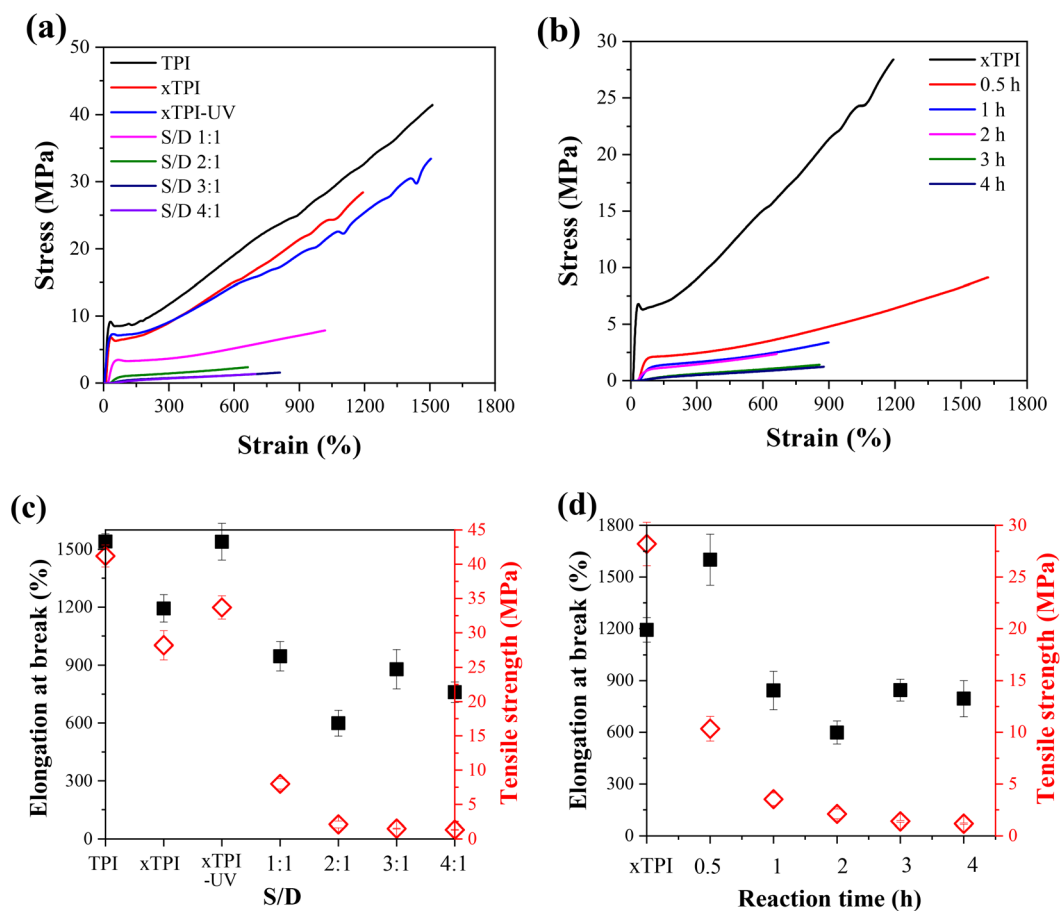 (a)
50
40
30
20
10
0
Stress (MPa)
TPI
xTPI
xTPI-UV
S/D 1:1
S/D 2:1
S/D 3:1
S/D 4:1
0 300 600 900 1200 1500 1800
Strain (%)
(b)
30
25
20
15
10
5
0
Stress (MPa)
xTPI
0.5 h
1 h
2 h
3 h
4 h
0 300 600 900 1200 1500 1800
Strain (%)
(c)
1500
1200
900
600
300
0
Elongation at break (%)
45
40
35
30
25
20
15
10
5
0
Tensile strength (MPa)
TPI xTPI xTPI 1:1 2:1 3:1 4:1
-UV
S/D
(d)
1800
1500
1200
900
600
300
0
Elongation at break (%)
30
25
20
15
10
5
0
Tensile strength (MPa)
xTPI 0.5 1 2 3 4
Reaction time (h)